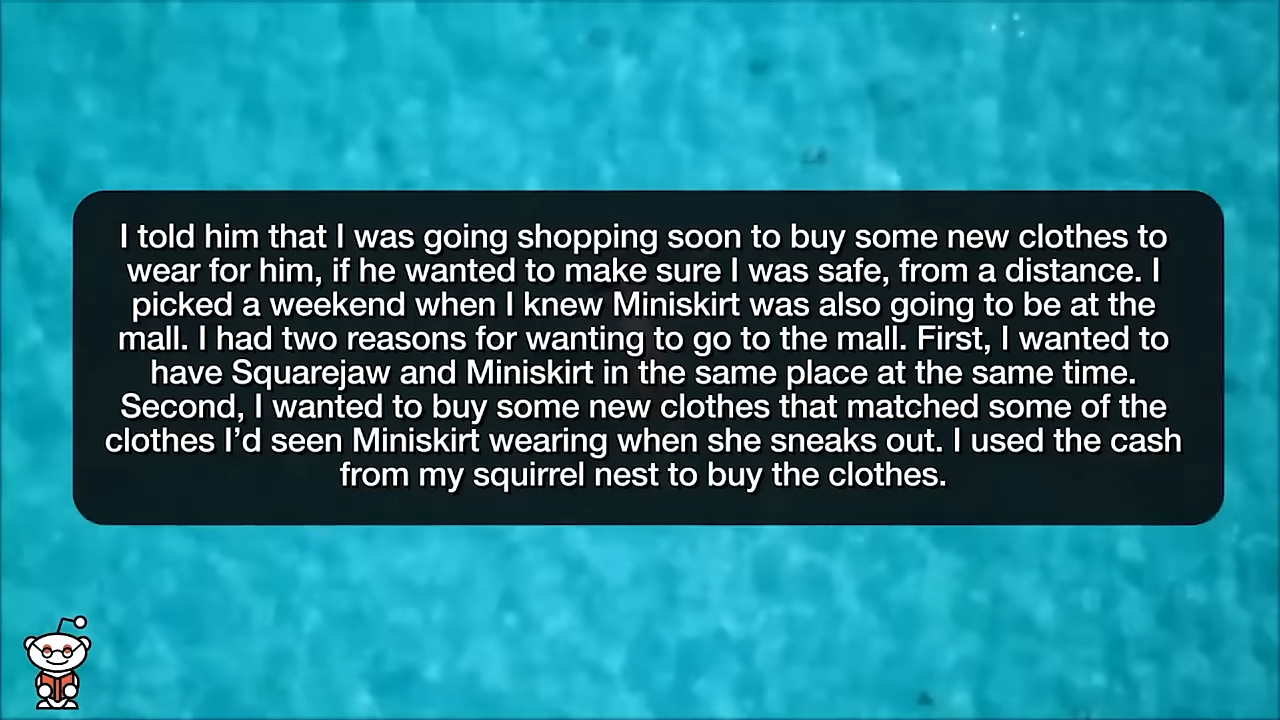 I told him that I was going shopping soon to buy some new clothes to
wear for him, if he wanted to make sure I was safe, from a distance. I
picked a weekend when I knew Miniskirt was also going to be at the
mall. I had two reasons for wanting to go to the mall. First, I wanted to
have Squarejaw and Miniskirt in the same place at the same time.
Second, I wanted to buy some new clothes that matched some of the
clothes I’d seen Miniskirt wearing when she sneaks out. I used the cash
from my squirrel nest to buy the clothes.